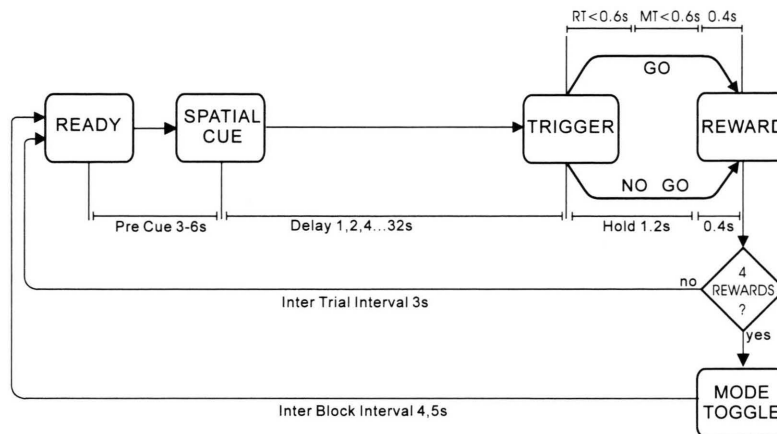 RT<0.6s MT<0.6s 0.4s
GO
READY
SPATIAL
CUE
TRIGGER
REWARD
NO GO
Pre Cue 3-6s
Delay 1,2,4...32s
Hold 1.2s
0.4s
4
REWARDS
?
no
Inter Trial Interval 3s
yes
MODE
TOGGLE
Inter Block Interval 4,5s